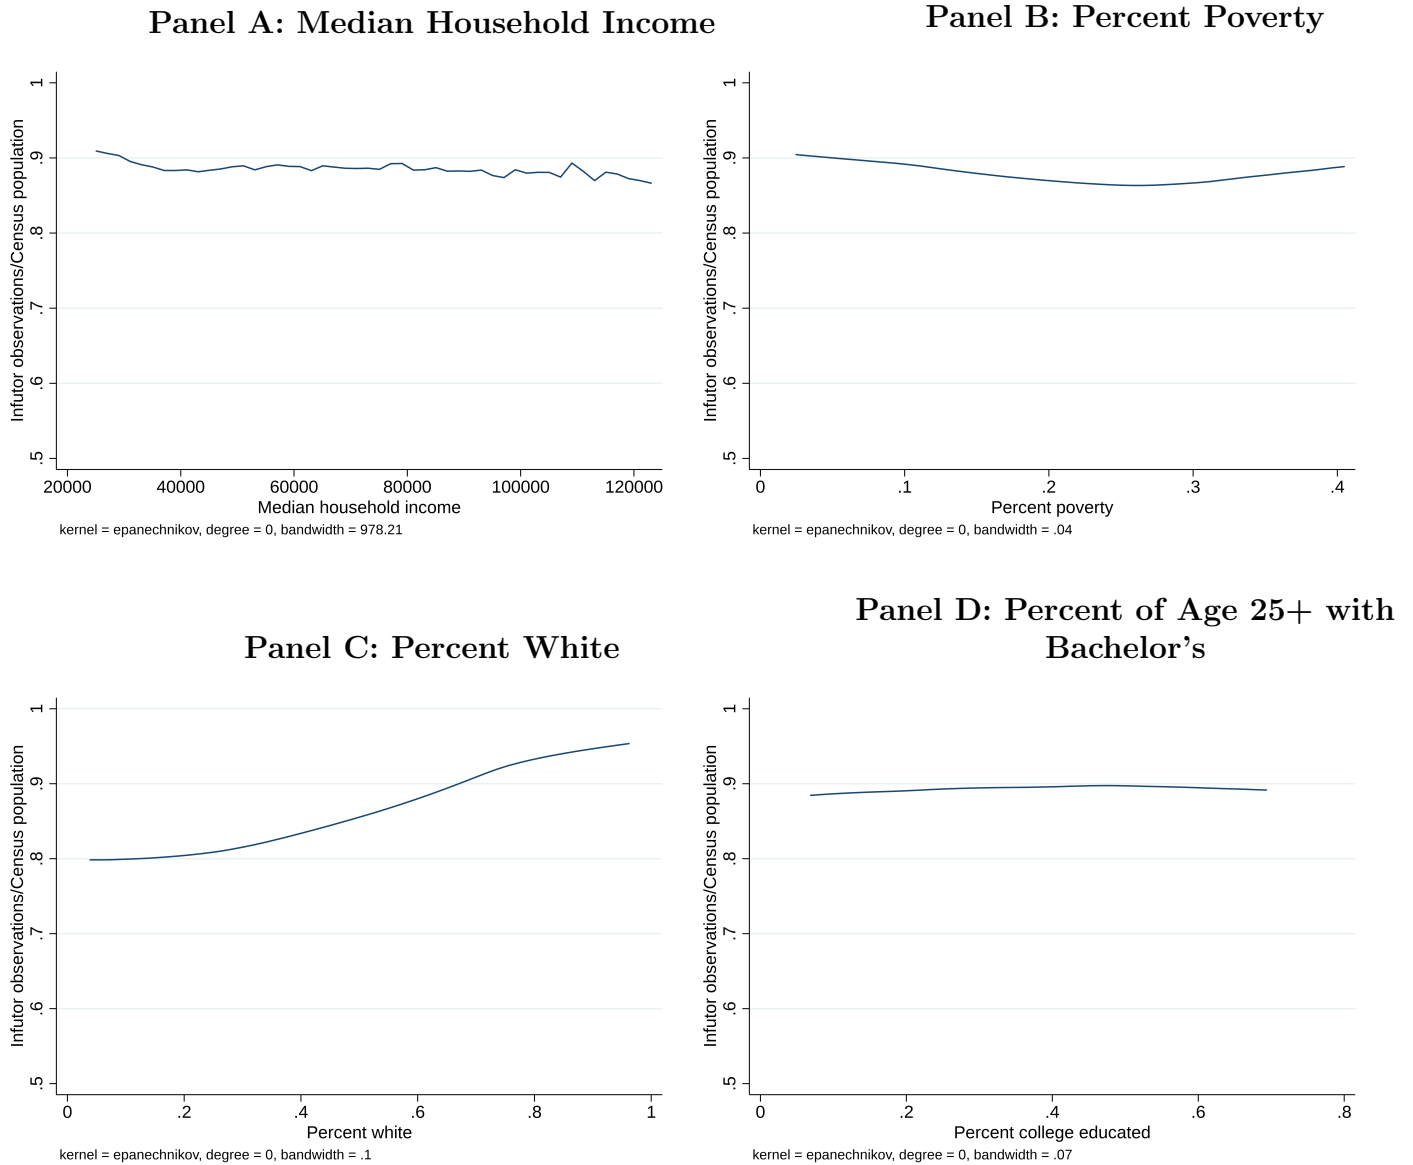 Panel A: Median Household Income
Infutor observations/Census population
1
.9
.8
.7
.6
.5
20000 40000 60000 80000 100000 120000
Median household income
kernel = epanechnikov, degree = 0, bandwidth = 978.21
Panel B: Percent Poverty
Infutor observations/Census population
1
.9
.8
.7
.6
.5
0 .1 .2 .3 .4
Percent poverty
kernel = epanechnikov, degree = 0, bandwidth = .04
Panel C: Percent White
Infutor observations/Census population
1
.9
.8
.7
.6
.5
0 .2 .4 .6 .8 1
Percent white
kernel = epanechnikov, degree = 0, bandwidth = .1
Panel D: Percent of Age 25+ with
Bachelor's
Infutor observations/Census population
1
.9
.8
.7
.6
.5
0 .2 .4 .6 .8
Percent college educated
kernel = epanechnikov, degree = 0, bandwidth = .07